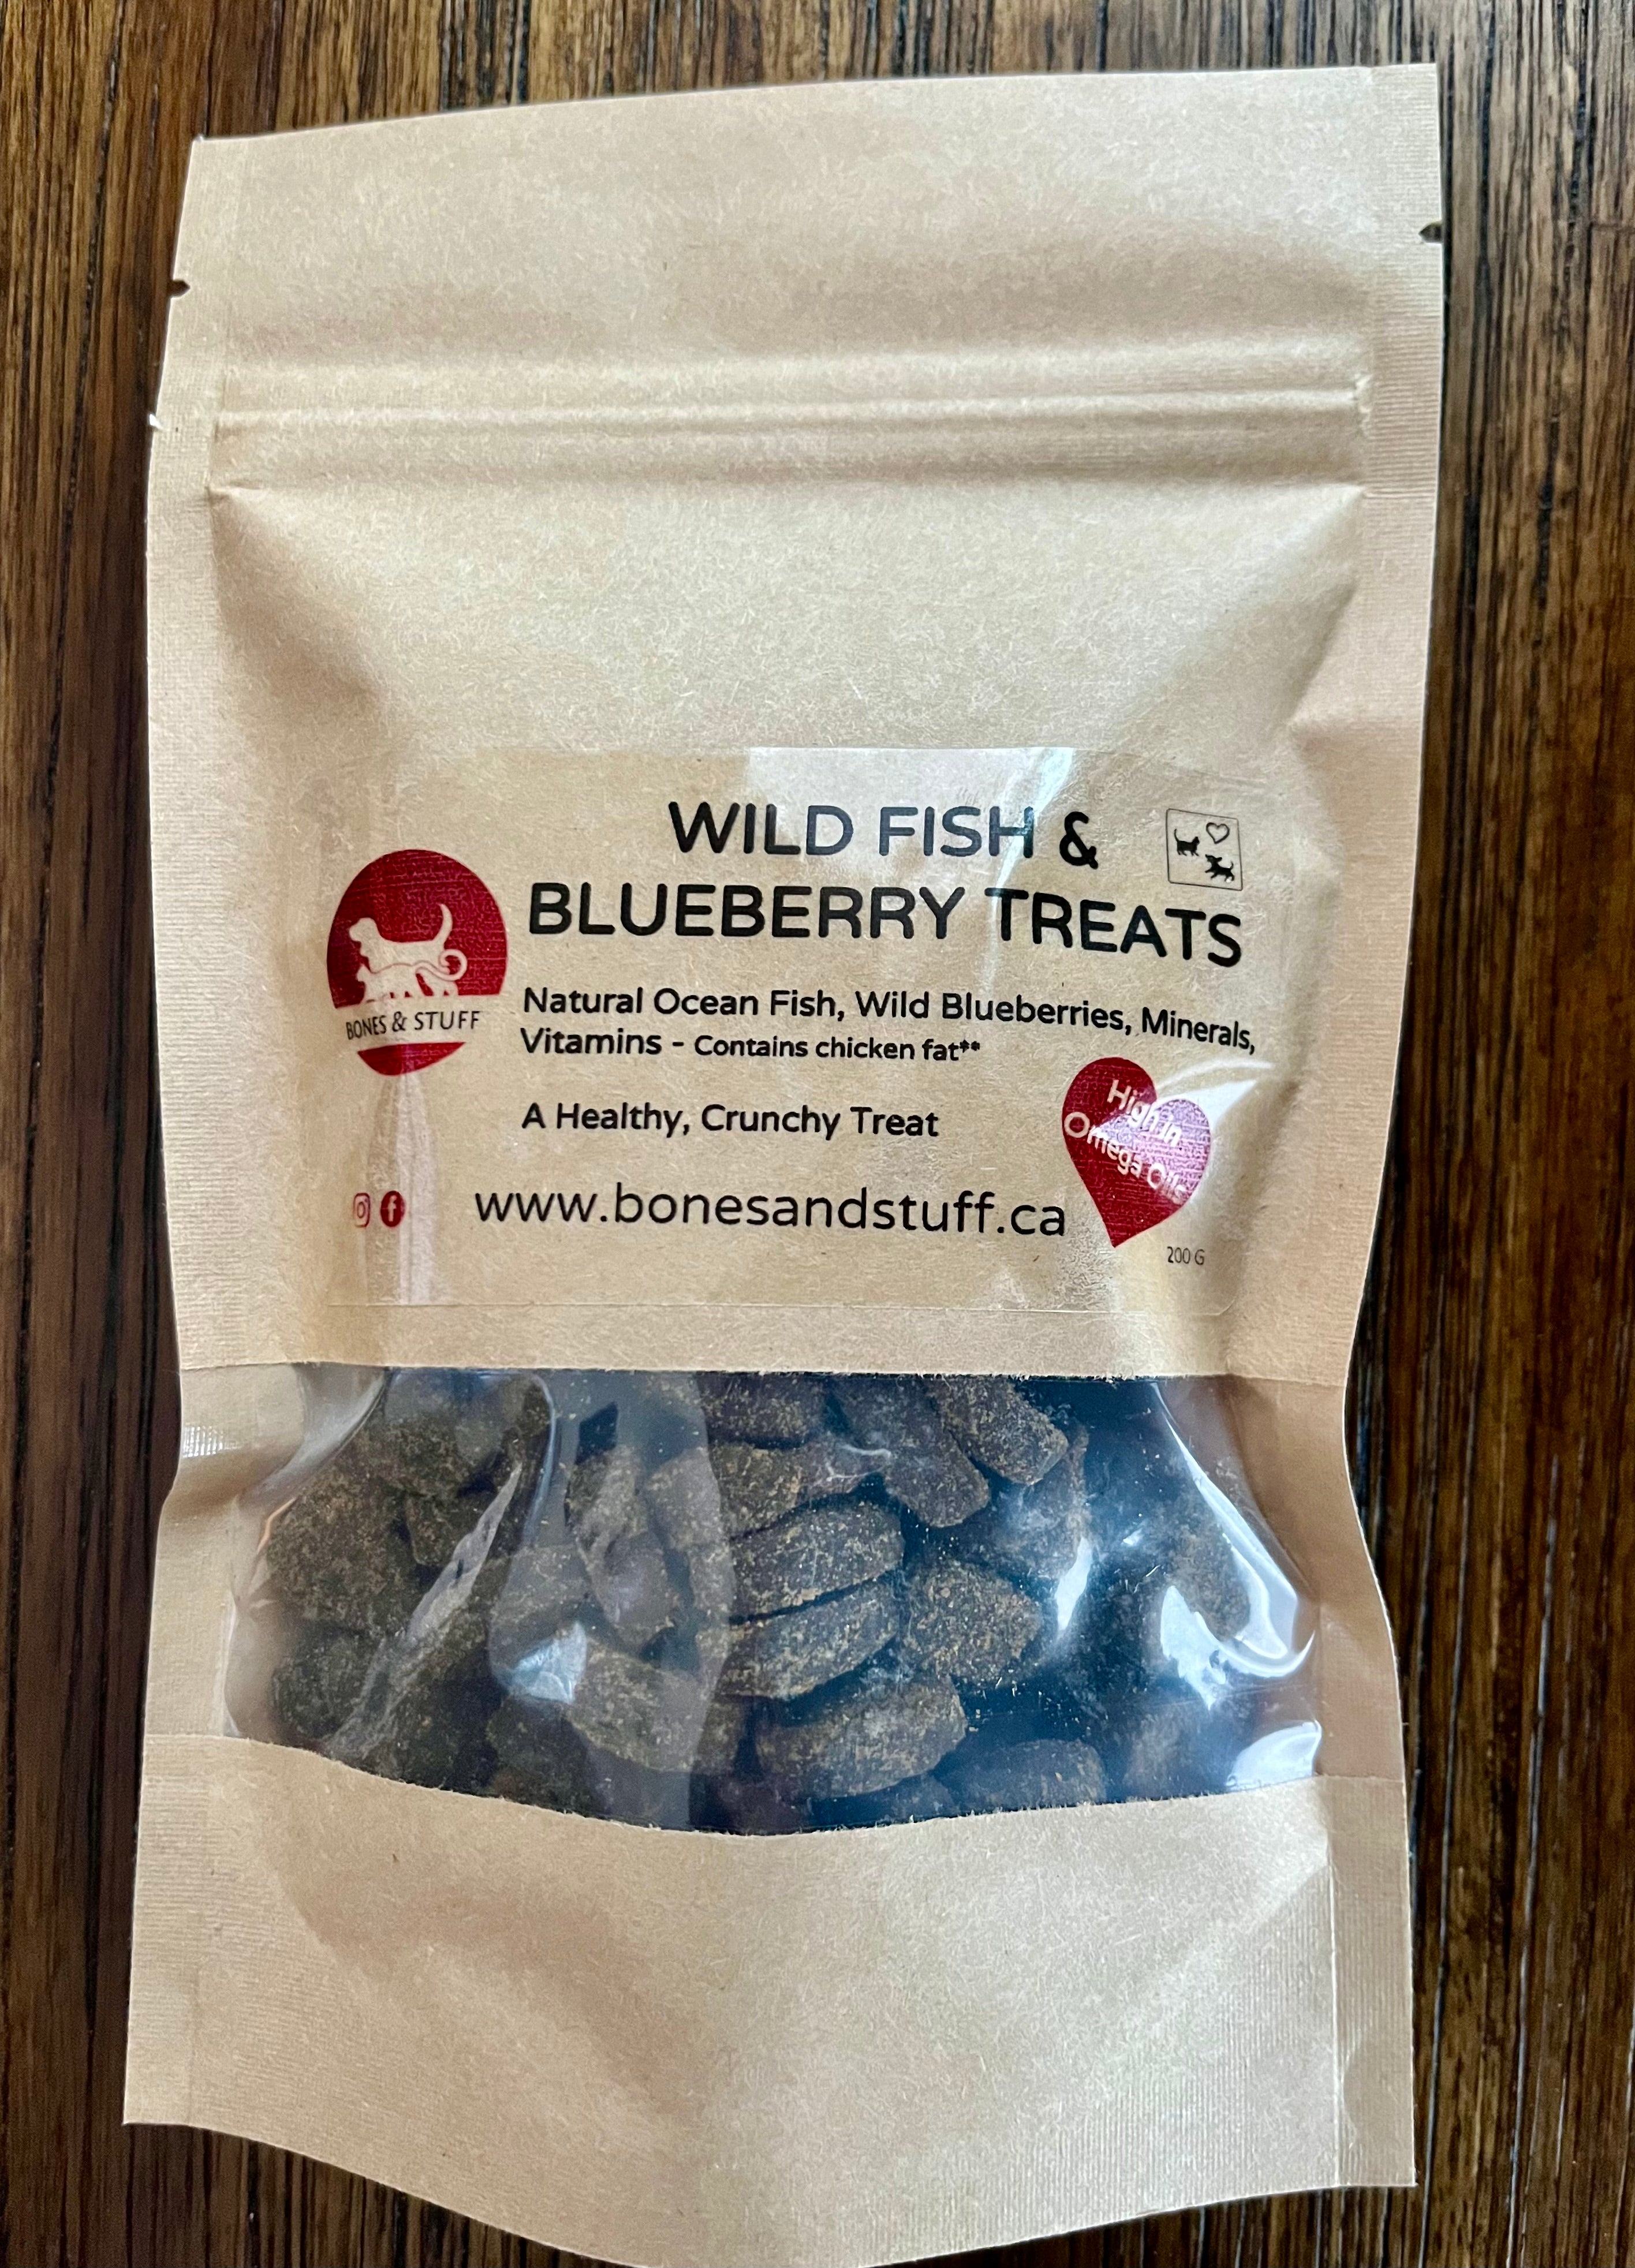 WILD FISH &
BLUEBERRY TREATS
BONES & STUFF
Natural Ocean Fish, Wild Blueberries, Minerals,
Vitamins - Contains chicken fat**
A Healthy, Crunchy Treat
High in
Omega Oils
www.bonesandstuff.ca
200 G